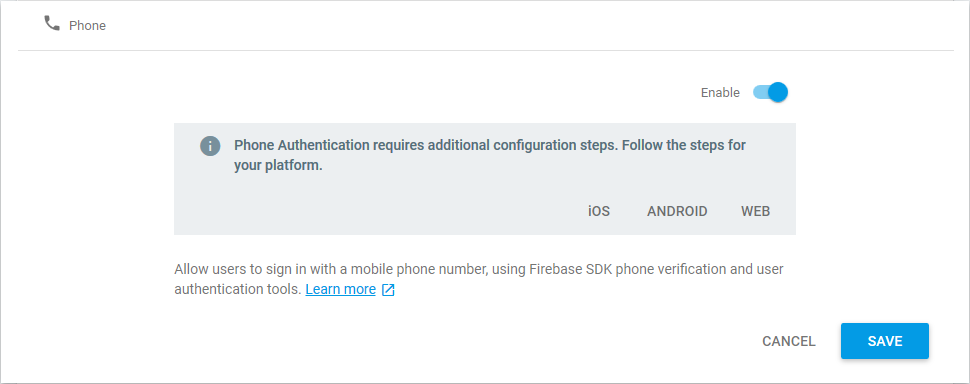 Phone
Enable
Phone Authentication requires additional configuration steps. Follow the steps for
your platform.
iOS ANDROID WEB
Allow users to sign in with a mobile phone number, using Firebase SDK phone verification and user
authentication tools. Learn more
CANCEL SAVE